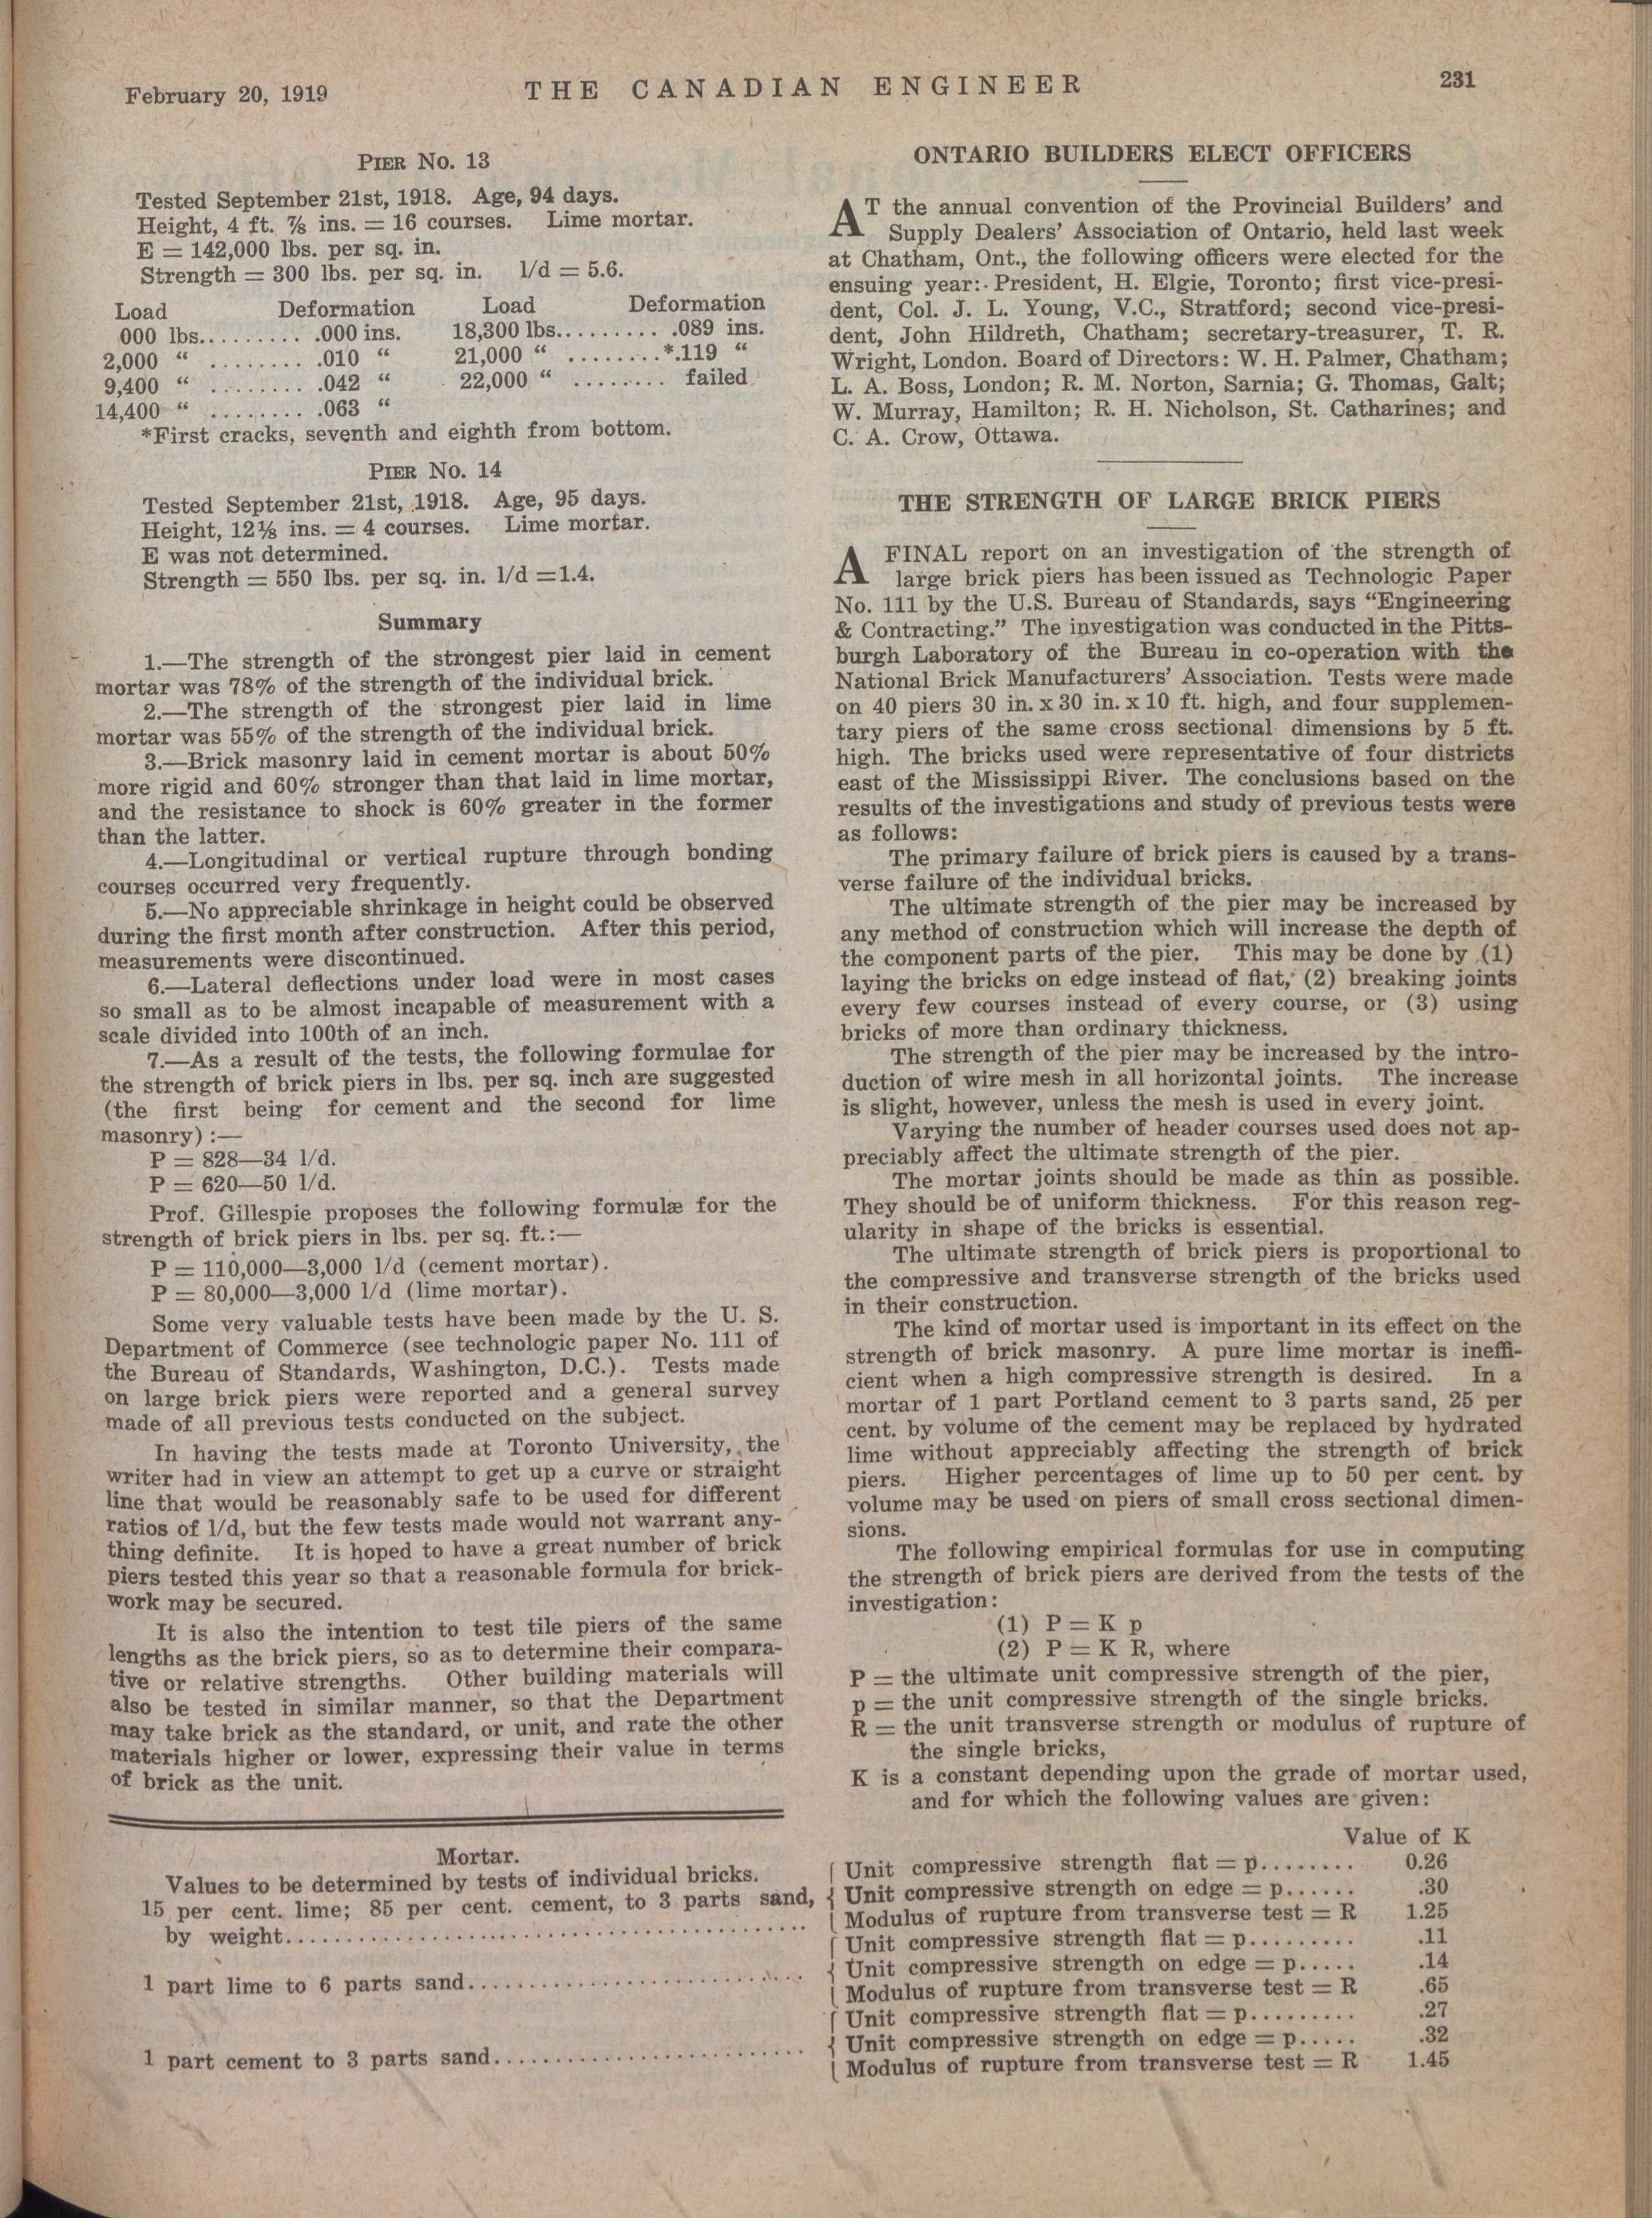 February 20, 1919
THE CANADIAN ENGINEER
231
PIER NO. 13
Tested September 21st, 1918. Age, 94 days.
Height, 4 ft. ⅞ ins. = 16 courses. Lime mortar.
E = 142,000 lbs. per sq. in.
Strength = 300 lbs. per sq. in. l/d = 5.6.
Load Deformation Load Deformation
000 lbs.......... .000 ins. 18,300 lbs.......... .089 ins.
2,000 “ ......... .010 “ 21,000 “ ........*.119 “
9,400 “ ......... .042 “ 22,000 “ ........ failed
14,400 “ ......... .063 “
*First cracks, seventh and eighth from bottom.
PIER NO. 14
Tested September 21st, 1918. Age, 95 days.
Height, 12⅛ ins. = 4 courses. Lime mortar.
E was not determined.
Strength = 550 lbs. per sq. in. l/d =1.4.
Summary
1.—The strength of the strongest pier laid in cement
mortar was 78% of the strength of the individual brick.
2.—The strength of the strongest pier laid in lime
mortar was 55% of the strength of the individual brick.
3.—Brick masonry laid in cement mortar is about 50%
more rigid and 60% stronger than that laid in lime mortar,
and the resistance to shock is 60% greater in the former
than the latter.
4.—Longitudinal or vertical rupture through bonding
courses occurred very frequently.
5.—No appreciable shrinkage in height could be observed
during the first month after construction. After this period,
measurements were discontinued.
6.—Lateral deflections under load were in most cases
so small as to be almost incapable of measurement with a
scale divided into 100th of an inch.
7.—As a result of the tests, the following formulae for
the strength of brick piers in lbs. per sq. inch are suggested
(the first being for cement and the second for lime
masonry) :—
P = 828—34 l/d.
P = 620—50 l/d.
Prof. Gillespie proposes the following formulæ for the
strength of brick piers in lbs. per sq. ft.:—
P = 110,000—3,000 l/d (cement mortar).
P = 80,000—3,000 l/d (lime mortar).
Some very valuable tests have been made by the U. S.
Department of Commerce (see technologic paper No. 111 of
the Bureau of Standards, Washington, D.C.). Tests made
on large brick piers were reported and a general survey
made of all previous tests conducted on the subject.
In having the tests made at Toronto University, the
writer had in view an attempt to get up a curve or straight
line that would be reasonably safe to be used for different
ratios of l/d, but the few tests made would not warrant any-
thing definite. It is hoped to have a great number of brick
piers tested this year so that a reasonable formula for brick-
work may be secured.
It is also the intention to test tile piers of the same
lengths as the brick piers, so as to determine their compara-
tive or relative strengths. Other building materials will
also be tested in similar manner, so that the Department
may take brick as the standard, or unit, and rate the other
materials higher or lower, expressing their value in terms
of brick as the unit.
ONTARIO BUILDERS ELECT OFFICERS
AT the annual convention of the Provincial Builders’ and
Supply Dealers’ Association of Ontario, held last week
at Chatham, Ont., the following officers were elected for the
ensuing year: President, H. Elgie, Toronto; first vice-presi-
dent, Col. J. L. Young, V.C., Stratford; second vice-presi-
dent, John Hildreth, Chatham; secretary-treasurer, T. R.
Wright, London. Board of Directors: W. H. Palmer, Chatham;
L. A. Boss, London; R. M. Norton, Sarnia; G. Thomas, Galt;
W. Murray, Hamilton; R. H. Nicholson, St. Catharines; and
C. A. Crow, Ottawa.
THE STRENGTH OF LARGE BRICK PIERS
A FINAL report on an investigation of the strength of
large brick piers has been issued as Technologic Paper
No. 111 by the U.S. Bureau of Standards, says “Engineering
& Contracting.” The investigation was conducted in the Pitts-
burgh Laboratory of the Bureau in co-operation with the
National Brick Manufacturers’ Association. Tests were made
on 40 piers 30 in. x 30 in. x 10 ft. high, and four supplemen-
tary piers of the same cross sectional dimensions by 5 ft.
high. The bricks used were representative of four districts
east of the Mississippi River. The conclusions based on the
results of the investigations and study of previous tests were
as follows:
The primary failure of brick piers is caused by a trans-
verse failure of the individual bricks.
The ultimate strength of the pier may be increased by
any method of construction which will increase the depth of
the component parts of the pier. This may be done by (1)
laying the bricks on edge instead of flat, (2) breaking joints
every few courses instead of every course, or (3) using
bricks of more than ordinary thickness.
The strength of the pier may be increased by the intro-
duction of wire mesh in all horizontal joints. The increase
is slight, however, unless the mesh is used in every joint.
Varying the number of header courses used does not ap-
preciably affect the ultimate strength of the pier.
The mortar joints should be made as thin as possible.
They should be of uniform thickness. For this reason reg-
ularity in shape of the bricks is essential.
The ultimate strength of brick piers is proportional to
the compressive and transverse strength of the bricks used
in their construction.
The kind of mortar used is important in its effect on the
strength of brick masonry. A pure lime mortar is ineffi-
cient when a high compressive strength is desired. In a
mortar of 1 part Portland cement to 3 parts sand, 25 per
cent. by volume of the cement may be replaced by hydrated
lime without appreciably affecting the strength of brick
piers. Higher percentages of lime up to 50 per cent. by
volume may be used on piers of small cross sectional dimen-
sions.
The following empirical formulas for use in computing
the strength of brick piers are derived from the tests of the
investigation:
(1) P = K p
(2) P = K R, where
P = the ultimate unit compressive strength of the pier,
p = the unit compressive strength of the single bricks.
R = the unit transverse strength or modulus of rupture of
the single bricks,
K is a constant depending upon the grade of mortar used,
and for which the following values are given:
Mortar. Value of K
Values to be determined by tests of individual bricks. { Unit compressive strength flat = p........ 0.26
15 per cent. lime; 85 per cent. cement, to 3 parts sand, { Unit compressive strength on edge = p...... .30
by weight........................................... { Modulus of rupture from transverse test = R 1.25
{ Unit compressive strength flat = p......... .11
1 part lime to 6 parts sand........................... { Unit compressive strength on edge = p..... .14
{ Modulus of rupture from transverse test = R .65
{ Unit compressive strength flat = p......... .27
1 part cement to 3 parts sand......................... { Unit compressive strength on edge = p..... .32
{ Modulus of rupture from transverse test = R 1.45